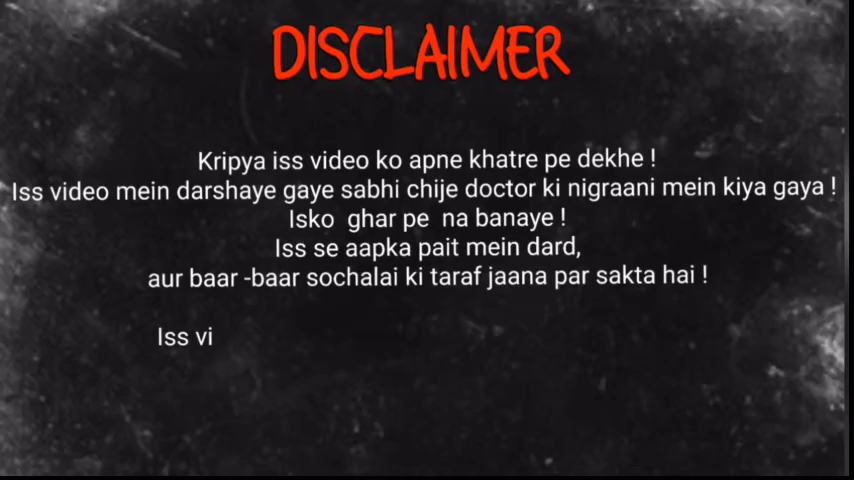 DISCLAIMER
Kripya iss video ko apne khatre pe dekhe !
Iss video mein darshaye gaye sabhi chije doctor ki nigraani mein kiya gaya !
Isko ghar pe na banaye !
Iss se aapka pait mein dard,
aur baar -baar sochalai ki taraf jaana par sakta hai !
Iss vi